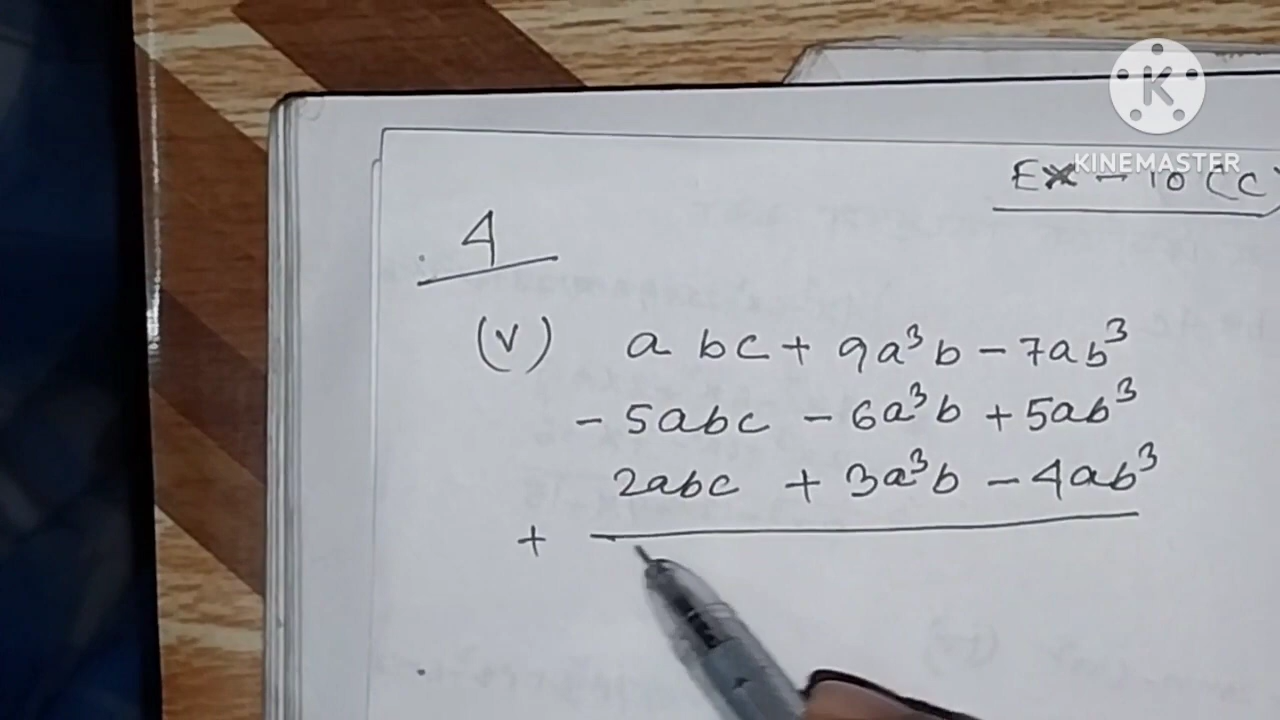 K
KINEMASTER
EX - 10 (C)
4
(V) abc + 9a³b - 7ab³
- 5abc - 6a³b + 5ab³
2abc + 3a³b - 4ab³
+